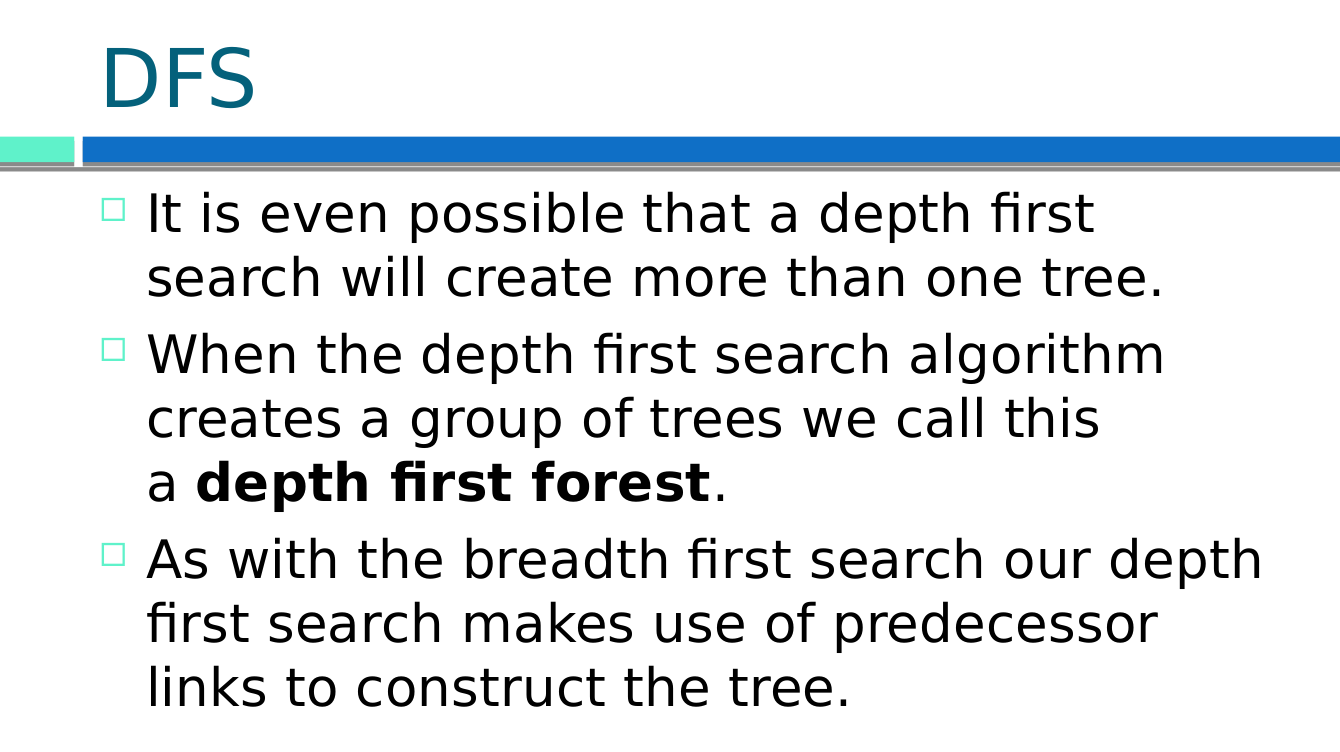 DFS
It is even possible that a depth first
search will create more than one tree.
When the depth first search algorithm
creates a group of trees we call this
a depth first forest.
As with the breadth first search our depth
first search makes use of predecessor
links to construct the tree.